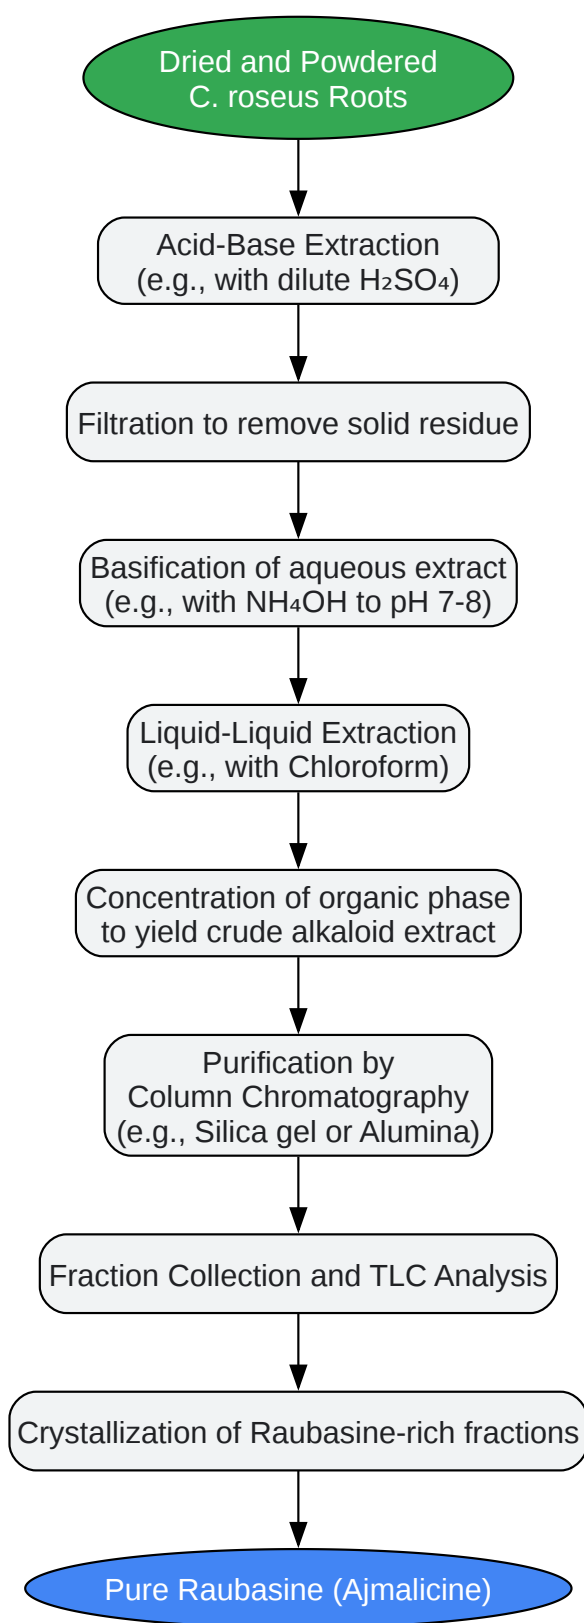 Dried and Powdered
C. roseus Roots
Acid-Base Extraction
(e.g., with dilute H₂SO₄)
Filtration to remove solid residue
Basification of aqueous extract
(e.g., with NH₄OH to pH 7-8)
Liquid-Liquid Extraction
(e.g., with Chloroform)
Concentration of organic phase
to yield crude alkaloid extract
Purification by
Column Chromatography
(e.g., Silica gel or Alumina)
Fraction Collection and TLC Analysis
Crystallization of Raubasine-rich fractions
Pure Raubasine (Ajmalicine)